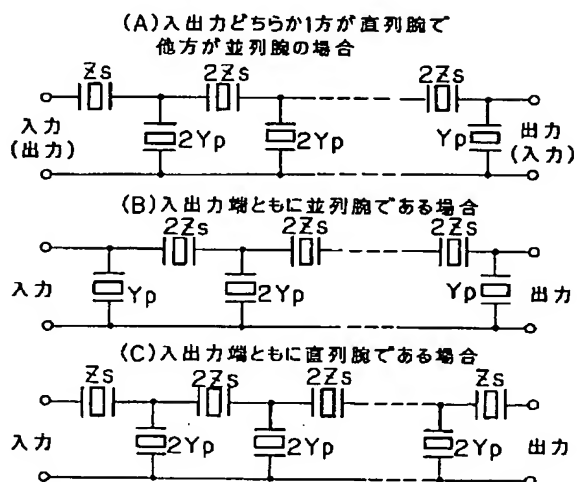 (A)入出力どちらか1方が直列腕で
他方が並列腕の場合
Zs 2Zs 2Zs
入力
(出力)
2Yp 2Yp Yp
出力
(入力)
(B)入出力端ともに並列腕である場合
2Zs 2Zs 2Zs
入力 Yp 2Yp Yp 出力
(C)入出力端ともに直列腕である場合
Zs 2Zs 2Zs Zs
入力 2Yp 2Yp 2Yp 出力